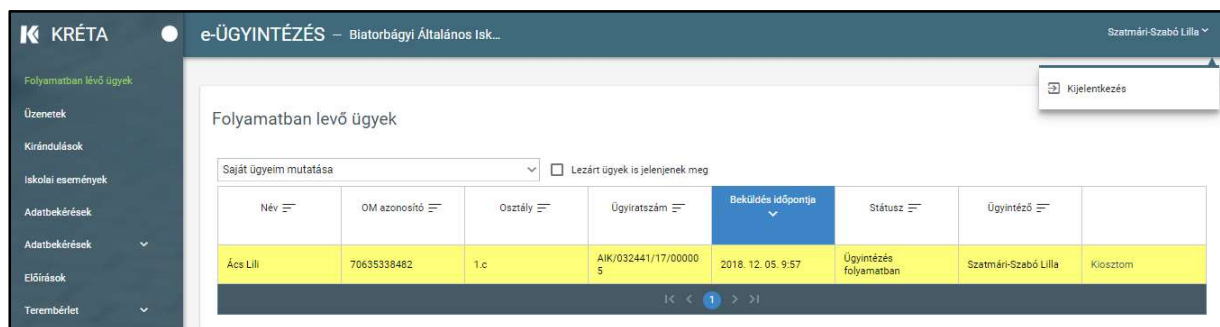 KRÉTA
e-ÜGYINTÉZÉS – Biatorbágyi Általános Isk...
Szatmári-Szabó Lilla
Kijelentkezés
Folyamatban lévő ügyek
Üzenetek
Kirándulások
Iskolai események
Adatbekérések
Adatbekérések
Előírások
Terembérlet
Folyamatban levő ügyek
Saját ügyeim mutatása
Lezárt ügyek is jelenjenek meg
Név OM azonosító Osztály Ügyiratszám Beküldés időpontja Státusz Ügyintéző
Ács Lili 70635338482 1.c AIK/032441/17/00000 2018. 12. 05. 9:57 Ügyintézés Szatmári-Szabó Lilla Kiosztom
5 folyamatban
1